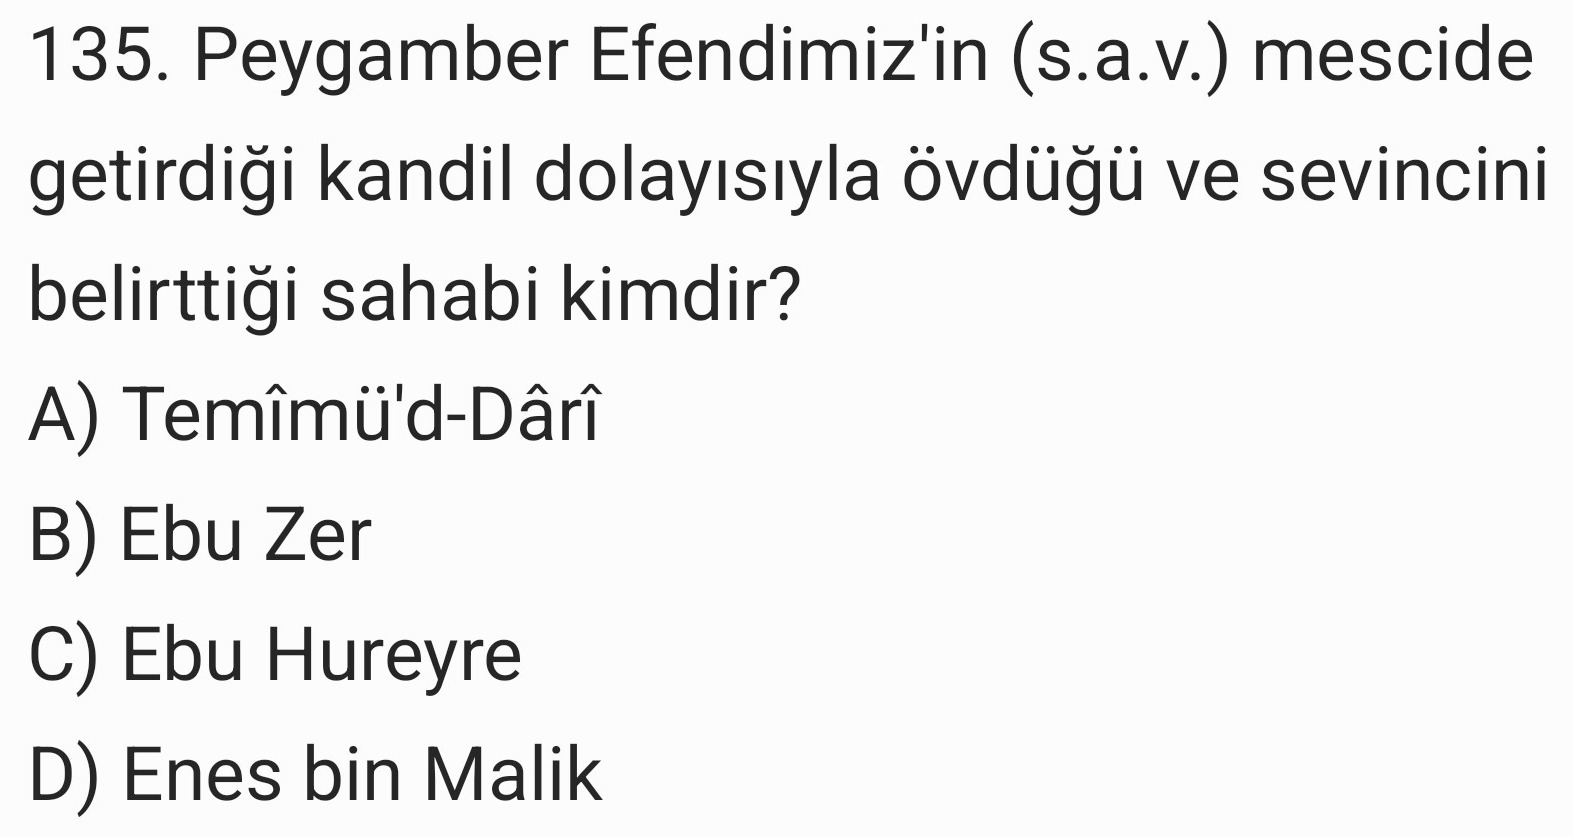 135. Peygamber Efendimiz'in (s.a.v.) mescide
getirdiği kandil dolayısıyla övdüğü ve sevincini
belirttiği sahabi kimdir?
A) Temîmü'd-Dârî
B) Ebu Zer
C) Ebu Hureyre
D) Enes bin Malik